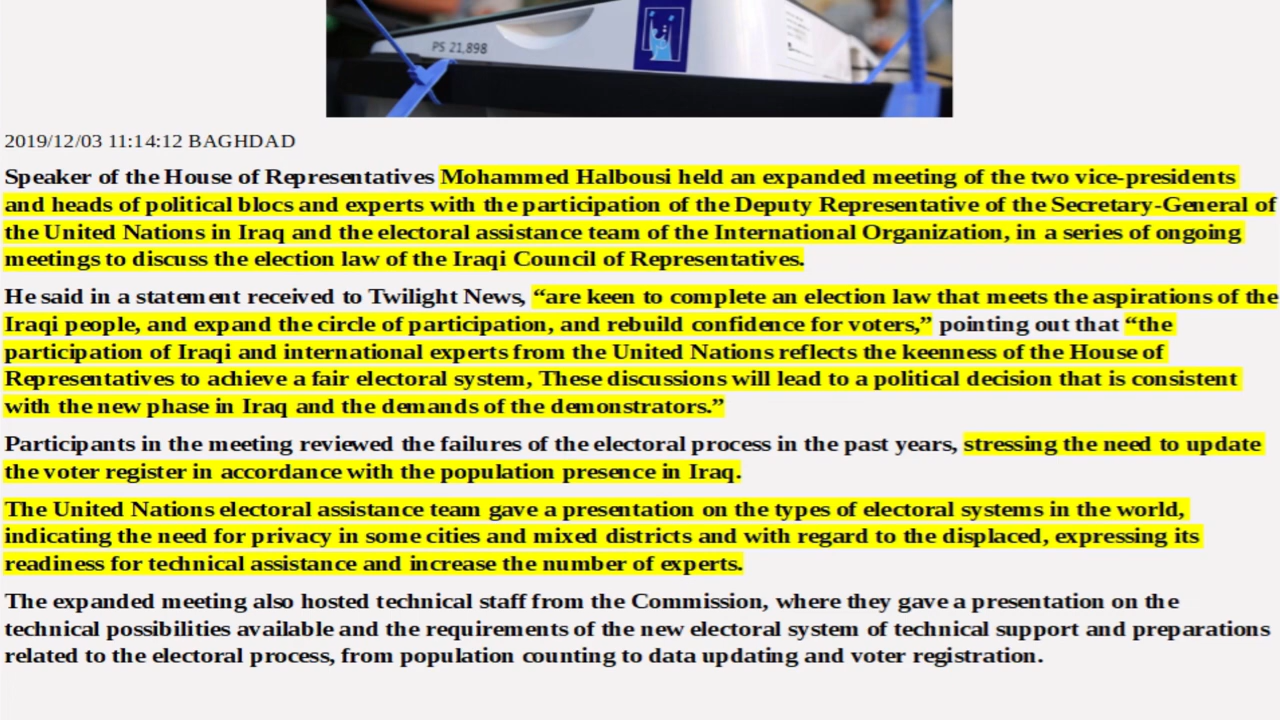 PS 21,898
2019/12/03 11:14:12 BAGHDAD
Speaker of the House of Representatives Mohammed Halbousi held an expanded meeting of the two vice-presidents
and heads of political blocs and experts with the participation of the Deputy Representative of the Secretary-General of
the United Nations in Iraq and the electoral assistance team of the International Organization, in a series of ongoing
meetings to discuss the election law of the Iraqi Council of Representatives.
He said in a statement received to Twilight News, “are keen to complete an election law that meets the aspirations of the
Iraqi people, and expand the circle of participation, and rebuild confidence for voters,” pointing out that “the
participation of Iraqi and international experts from the United Nations reflects the keenness of the House of
Representatives to achieve a fair electoral system, These discussions will lead to a political decision that is consistent
with the new phase in Iraq and the demands of the demonstrators.”
Participants in the meeting reviewed the failures of the electoral process in the past years, stressing the need to update
the voter register in accordance with the population presence in Iraq.
The United Nations electoral assistance team gave a presentation on the types of electoral systems in the world,
indicating the need for privacy in some cities and mixed districts and with regard to the displaced, expressing its
readiness for technical assistance and increase the number of experts.
The expanded meeting also hosted technical staff from the Commission, where they gave a presentation on the
technical possibilities available and the requirements of the new electoral system of technical support and preparations
related to the electoral process, from population counting to data updating and voter registration.